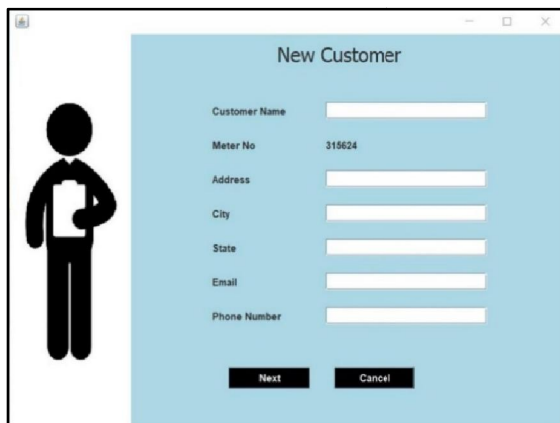 New Customer
Customer Name
Meter No 315624
Address
City
State
Email
Phone Number
Next Cancel